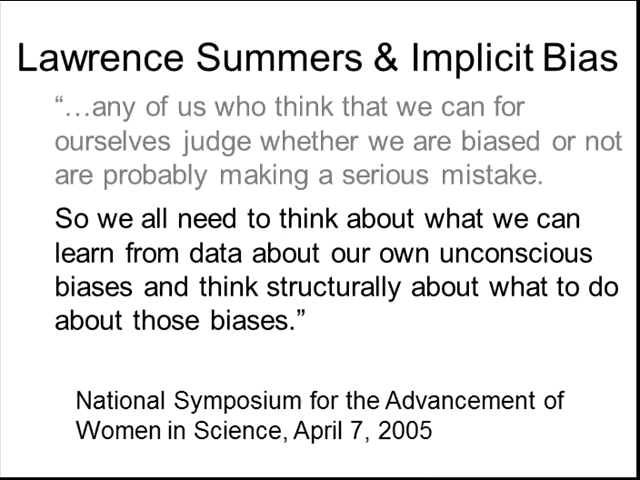 Lawrence Summers & Implicit Bias
“…any of us who think that we can for
ourselves judge whether we are biased or not
are probably making a serious mistake.
So we all need to think about what we can
learn from data about our own unconscious
biases and think structurally about what to do
about those biases.”
National Symposium for the Advancement of
Women in Science, April 7, 2005